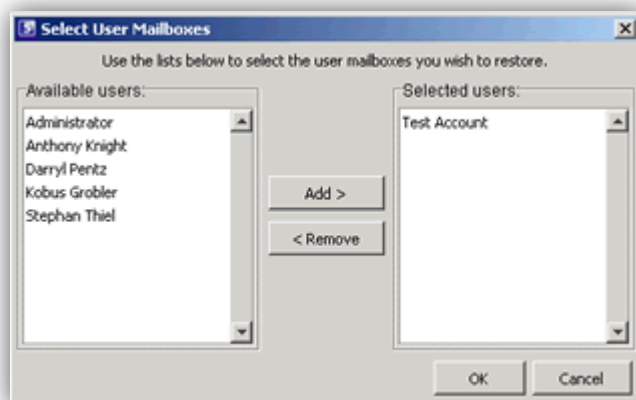 Select User Mailboxes
Use the lists below to select the user mailboxes you wish to restore.
Available users:
Administrator
Anthony Knight
Darryl Pentz
Kobus Grobler
Stephan Thiel
Add >
< Remove
Selected users:
Test Account
OK
Cancel